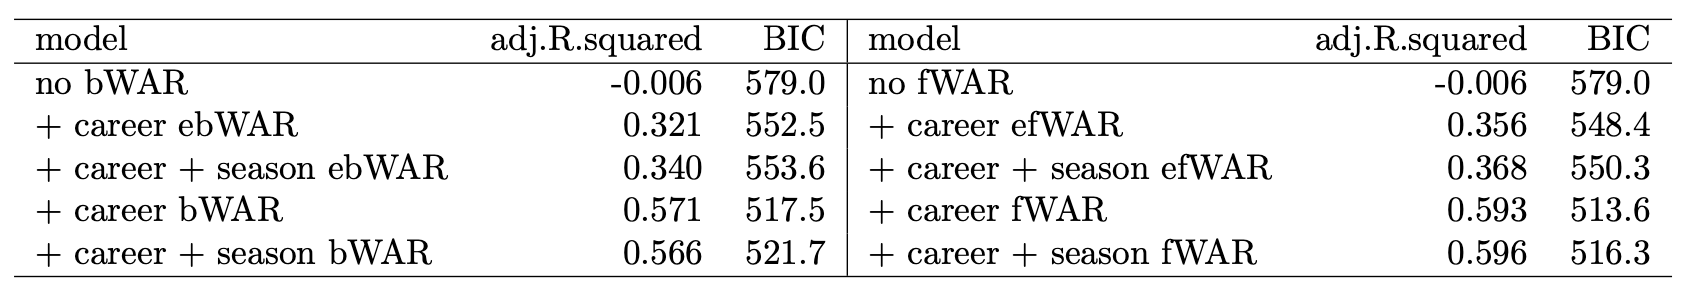 model adj.R.squared BIC model adj.R.squared BIC
no bWAR -0.006 579.0 no fWAR -0.006 579.0
+ career ebWAR 0.321 552.5 + career efWAR 0.356 548.4
+ career + season ebWAR 0.340 553.6 + career + season efWAR 0.368 550.3
+ career bWAR 0.571 517.5 + career fWAR 0.593 513.6
+ career + season bWAR 0.566 521.7 + career + season fWAR 0.596 516.3